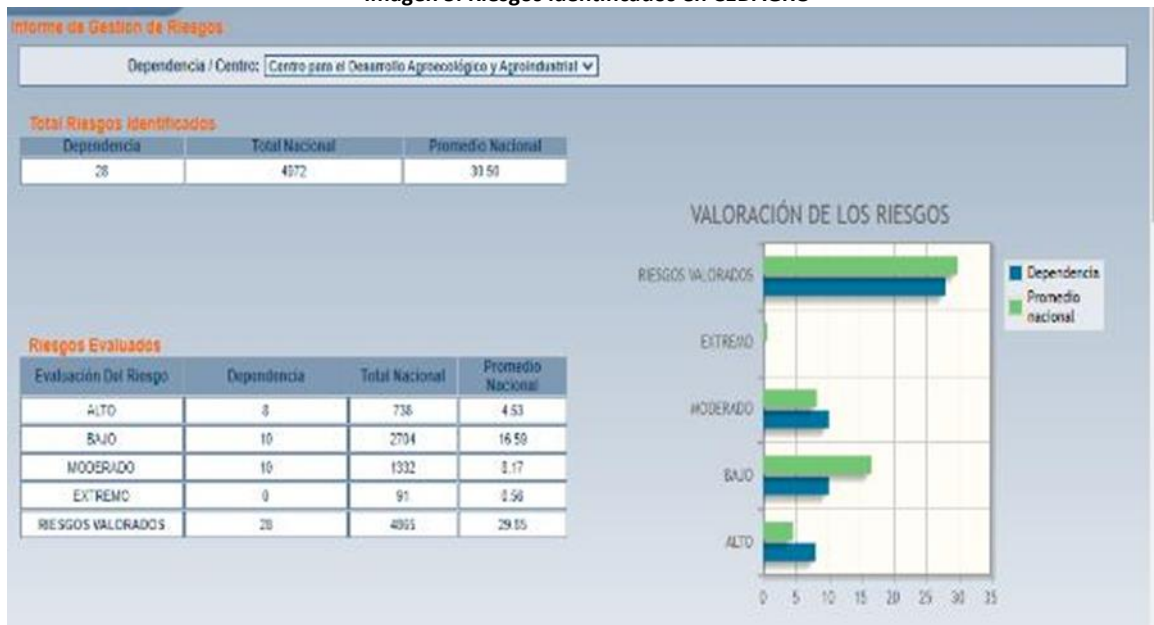 Informe de Gestion de Riesgos
Dependencia / Centro: Centro para el Desarrollo Agroecológico y Agroindustrial
Total Riesgos Identificados
Dependencia Total Nacional Promedio Nacional
28 4972 30.50
VALORACIÓN DE LOS RIESGOS
RIESGOS VALORADOS
EXTREMO
MODERADO
BAJO
ALTO
0 5 10 15 20 25 30 35
Dependencia
Promedio
nacional
Riesgos Evaluados
Evaluación Del Riesgo Dependencia Total Nacional Promedio
Nacional
ALTO 8 738 4.53
BAJO 10 2704 16.59
MODERADO 10 1332 8.17
EXTREMO 0 91 0.56
RIESGOS VALORADOS 28 4865 29.85